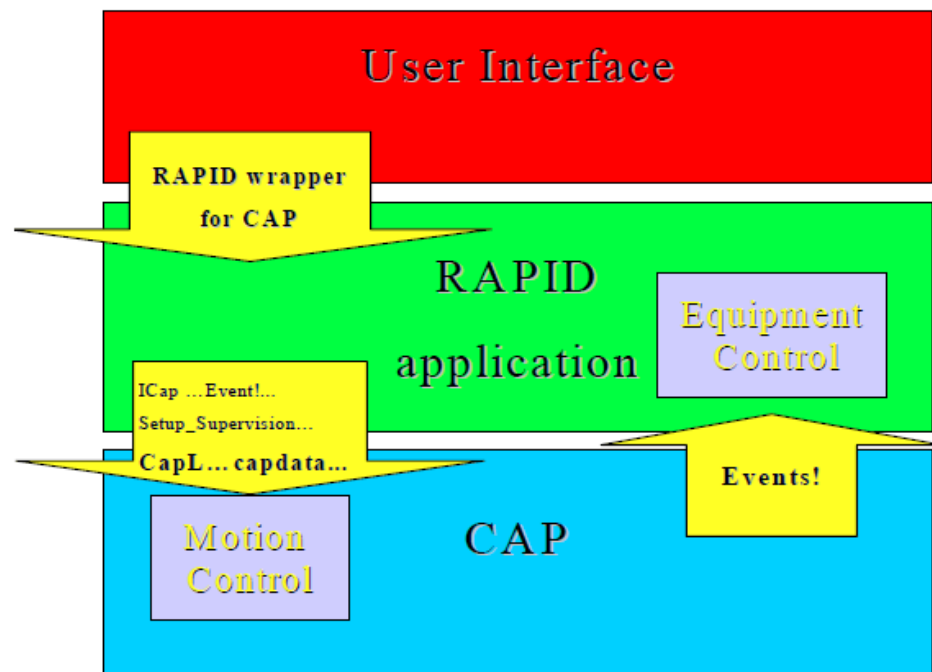 User Interface
RAPID wrapper
for CAP
RAPID
application
Equipment
Control
ICap ...Event!...
Setup_Supervision...
CapL... capdata...
Events!
Motion
Control
CAP